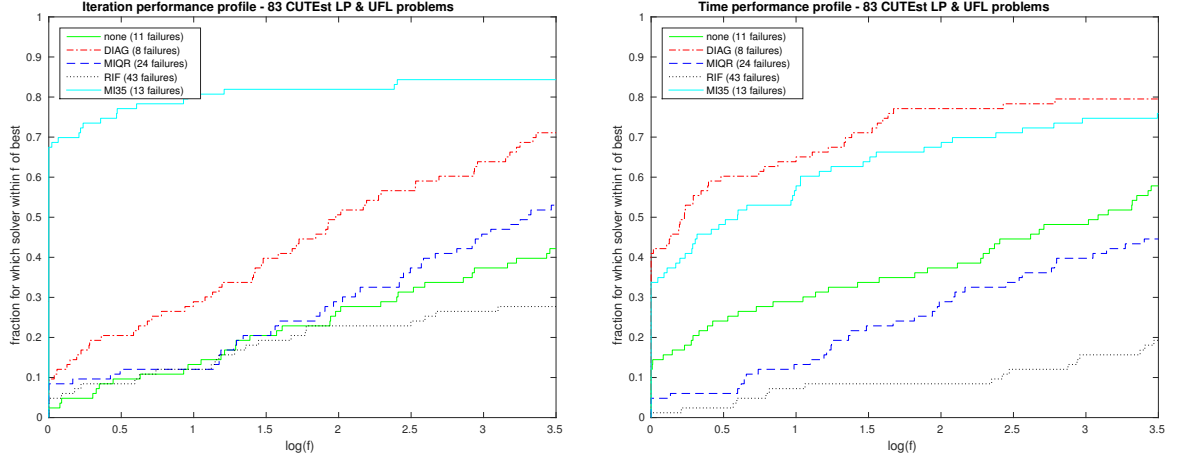 Iteration performance profile - 83 CUTEst LP & UFL problems
none (11 failures)
DIAG (8 failures)
MIQR (24 failures)
RIF (43 failures)
MI35 (13 failures)
fraction for which solver within f of best
1
0.9
0.8
0.7
0.6
0.5
0.4
0.3
0.2
0.1
0
0 0.5 1 1.5 2 2.5 3 3.5
log(f)
Time performance profile - 83 CUTEst LP & UFL problems
none (11 failures)
DIAG (8 failures)
MIQR (24 failures)
RIF (43 failures)
MI35 (13 failures)
fraction for which solver within f of best
1
0.9
0.8
0.7
0.6
0.5
0.4
0.3
0.2
0.1
0
0 0.5 1 1.5 2 2.5 3 3.5
log(f)